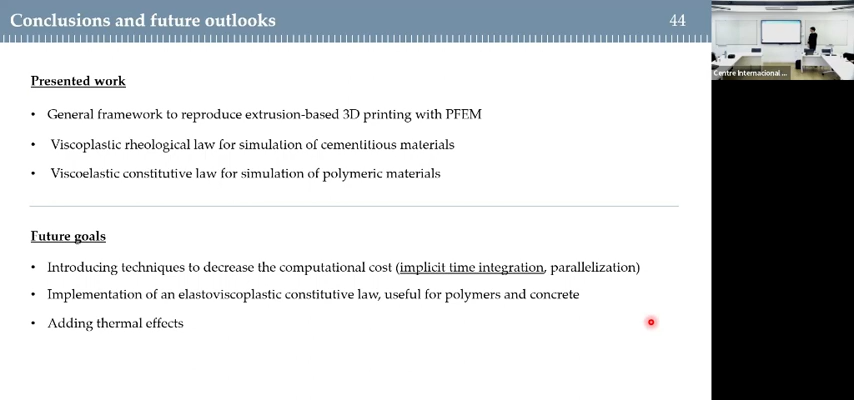 Conclusions and future outlooks
44
Centre Internacional ...
Presented work
• General framework to reproduce extrusion-based 3D printing with PFEM
• Viscoplastic rheological law for simulation of cementitious materials
• Viscoelastic constitutive law for simulation of polymeric materials
Future goals
• Introducing techniques to decrease the computational cost (implicit time integration, parallelization)
• Implementation of an elastoviscoplastic constitutive law, useful for polymers and concrete
• Adding thermal effects